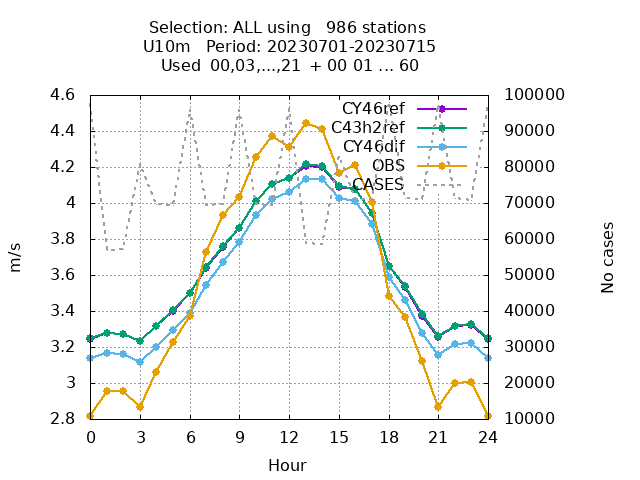 Selection: ALL using 986 stations
U10m Period: 20230701-20230715
Used 00,03,...,21 + 00 01 ... 60
4.6
4.4
4.2
4
3.8
3.6
3.4
3.2
3
2.8
m/s
CY46ref
C43h2ref
CY46dif
OBS
CASES
100000
90000
80000
70000
60000
50000
40000
30000
20000
10000
No cases
0 3 6 9 12 15 18 21 24
Hour